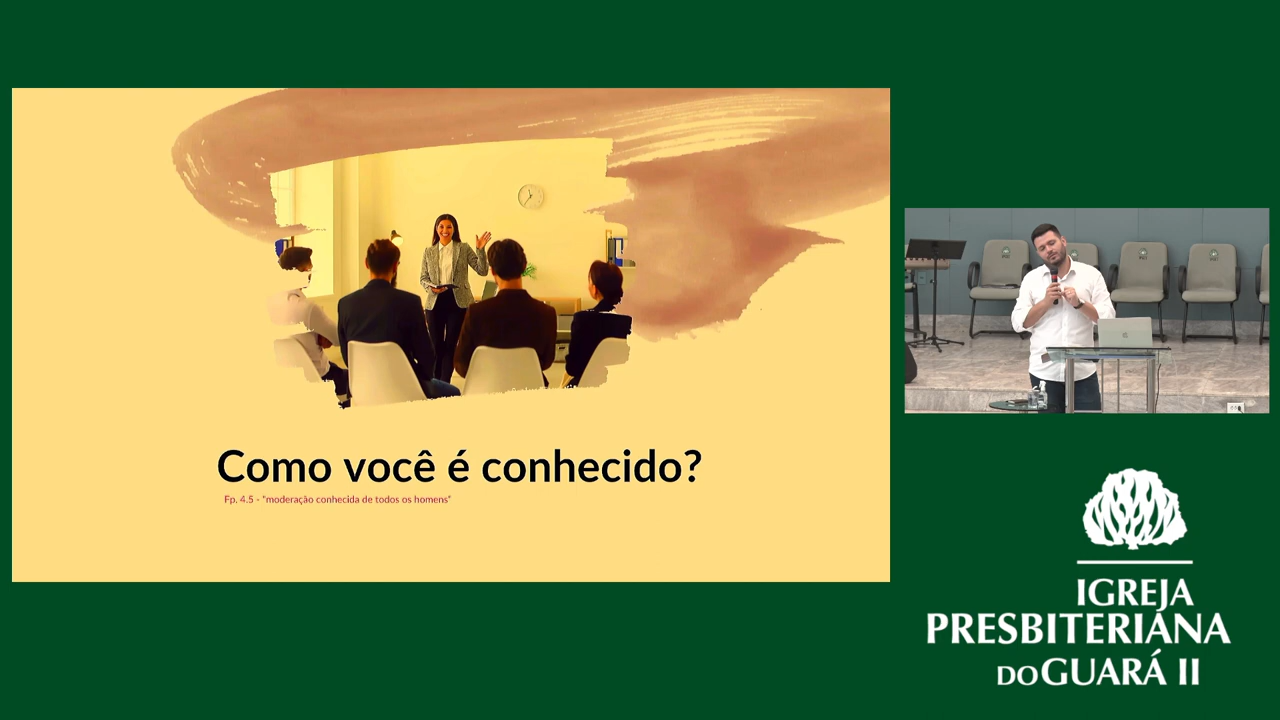 Como você é conhecido?
Fp. 4.5 - "moderação conhecida de todos os homens"
IGREJA
PRESBITERIANA
DO GUARÁ II